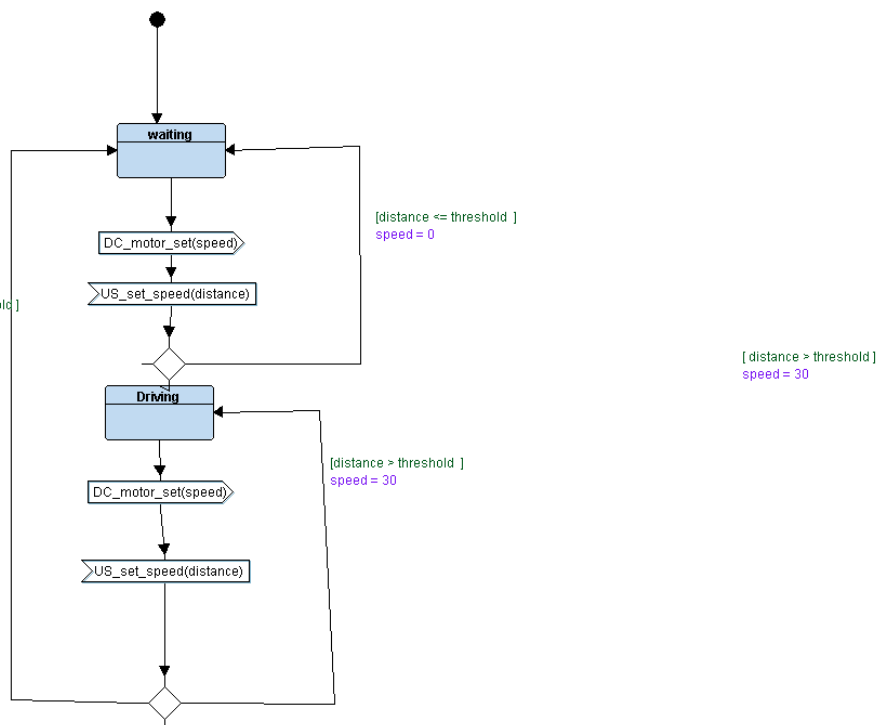 waiting
[distance <= threshold ]
speed = 0
DC_motor_set(speed)
US_set_speed(distance)
]
[ distance > threshold ]
speed = 30
Driving
[distance > threshold ]
speed = 30
DC_motor_set(speed)
US_set_speed(distance)